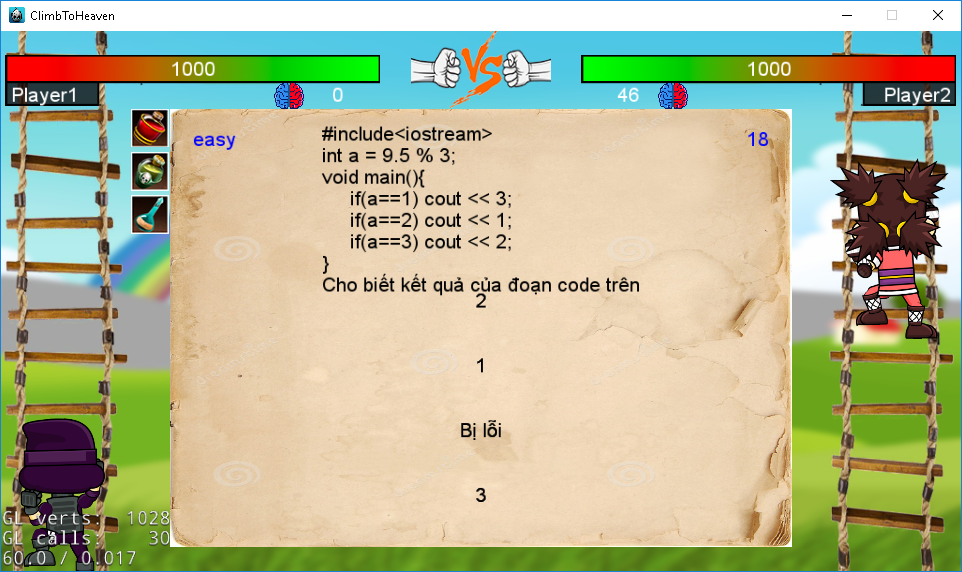 ClimbToHeaven
1000
VS
1000
Player1
0
46
Player2
easy
18
#include<iostream>
int a = 9.5 % 3;
void main(){
if(a==1) cout << 3;
if(a==2) cout << 1;
if(a==3) cout << 2;
}
Cho biết kết quả của đoạn code trên
2
1
Bị lỗi
3
GL verts: 1028
GL calls: 30
60.0 / 0.017